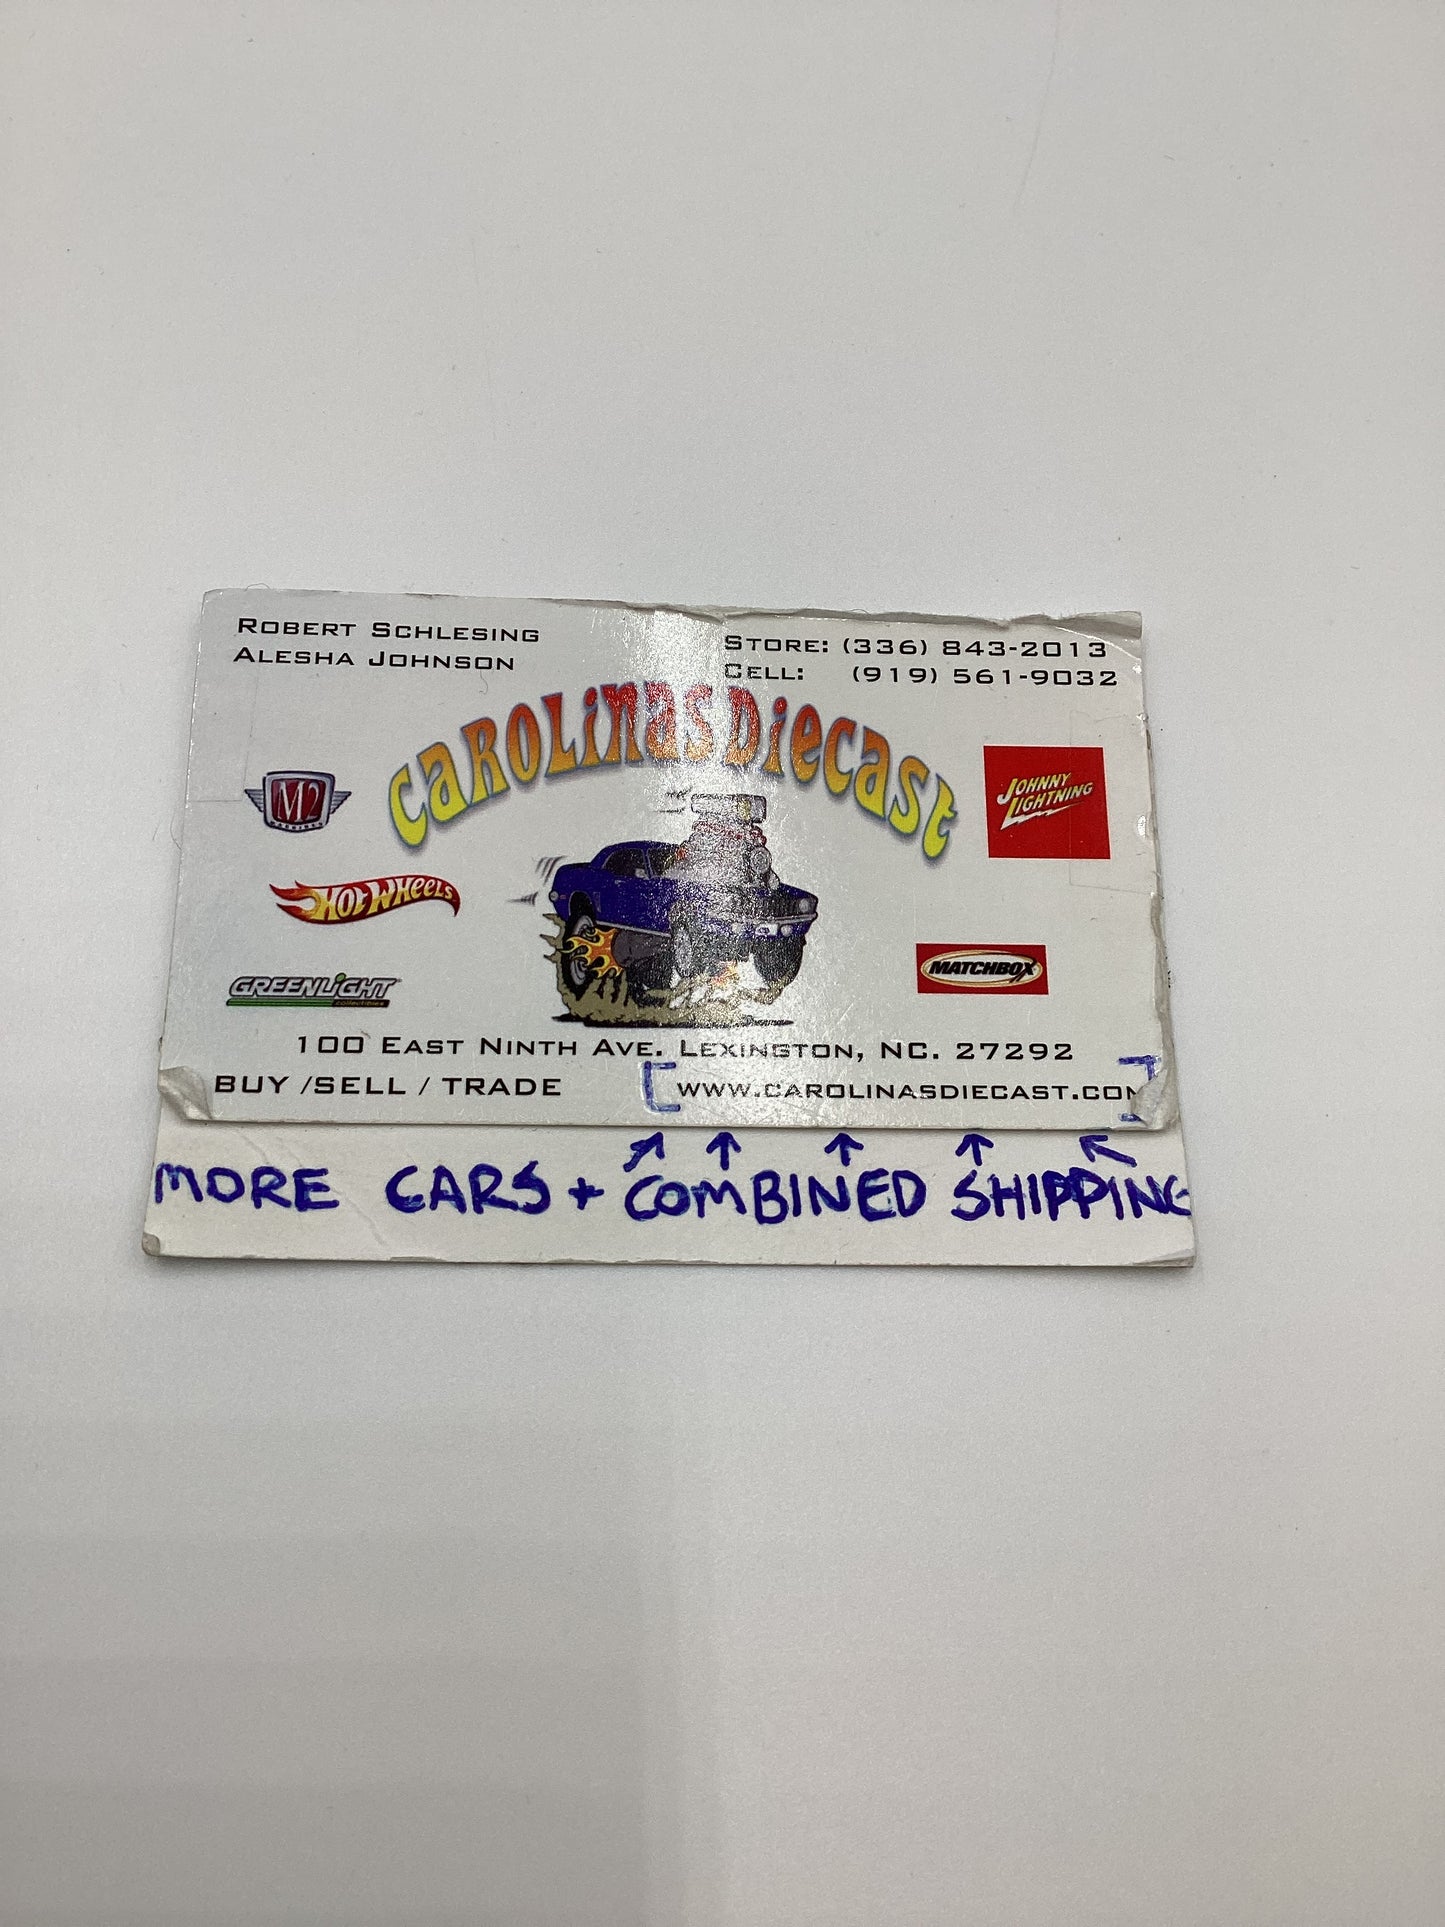 ROBERT SCHLESING
ALESHA JOHNSON
STORE: (336) 843-2013
CELL: (919) 561-9032
CAROLINAS DIECAST
M2
MACHINES
JOHNNY
LIGHTNING
HOT WHEELS
MATCHBOX
GREENLIGHT
collectibles
100 EAST NINTH AVE. LEXINGTON, NC. 27292
BUY /SELL / TRADE
[WWW.CAROLINASDIECAST.COM]
MORE CARS + COMBINED SHIPPING